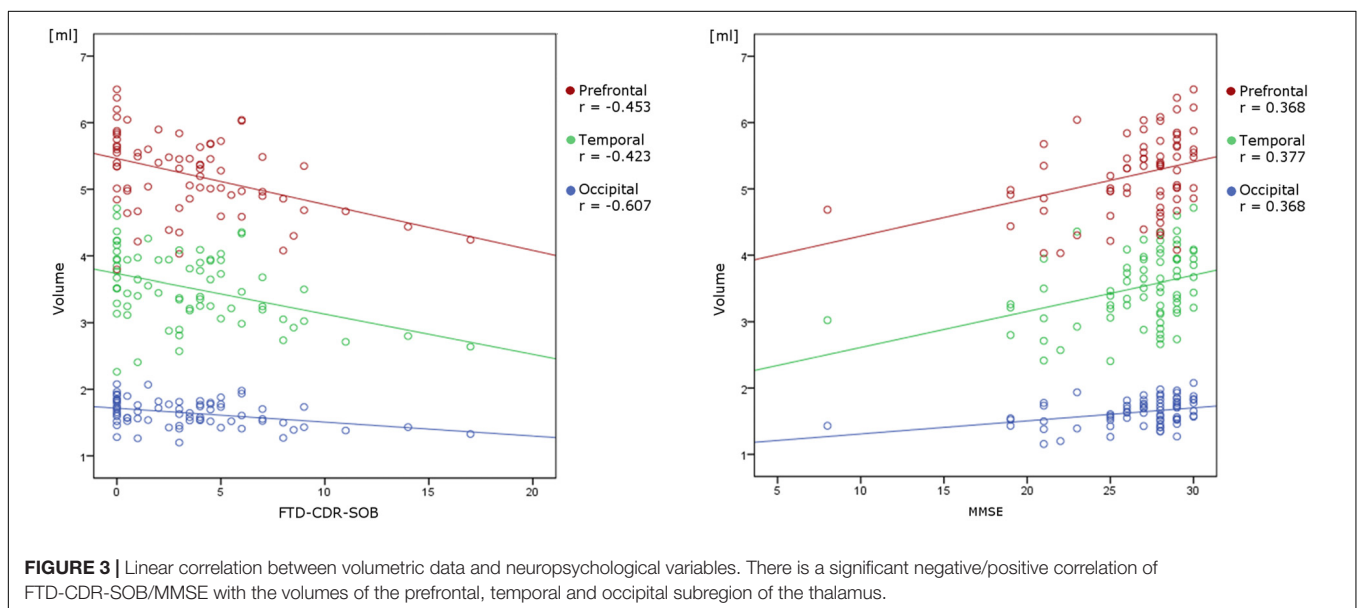 [ml]
7
6
5
4
3
2
1
Volume
0
5
10
15
20
FTD-CDR-SOB
Prefrontal
r = -0.453
Temporal
r = -0.423
Occipital
r = -0.607
[ml]
7
6
5
4
3
2
1
Volume
5
10
15
20
25
30
MMSE
Prefrontal
r = 0.368
Temporal
r = 0.377
Occipital
r = 0.368
FIGURE 3 | Linear correlation between volumetric data and neuropsychological variables. There is a significant negative/positive correlation of
FTD-CDR-SOB/MMSE with the volumes of the prefrontal, temporal and occipital subregion of the thalamus.